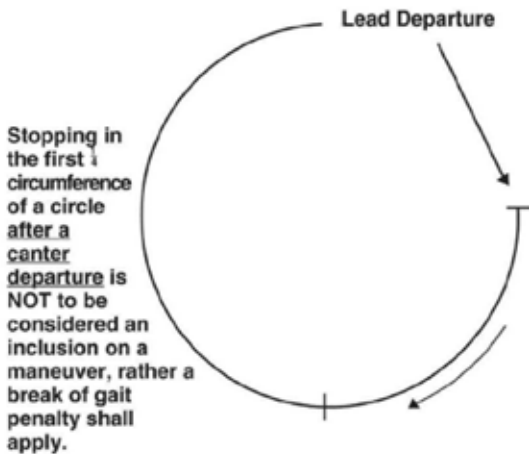 Lead Departure
Stopping in
the first
circumference
of a circle
after a
canter
departure is
NOT to be
considered an
inclusion on a
maneuver, rather a
break of gait
penalty shall
apply.